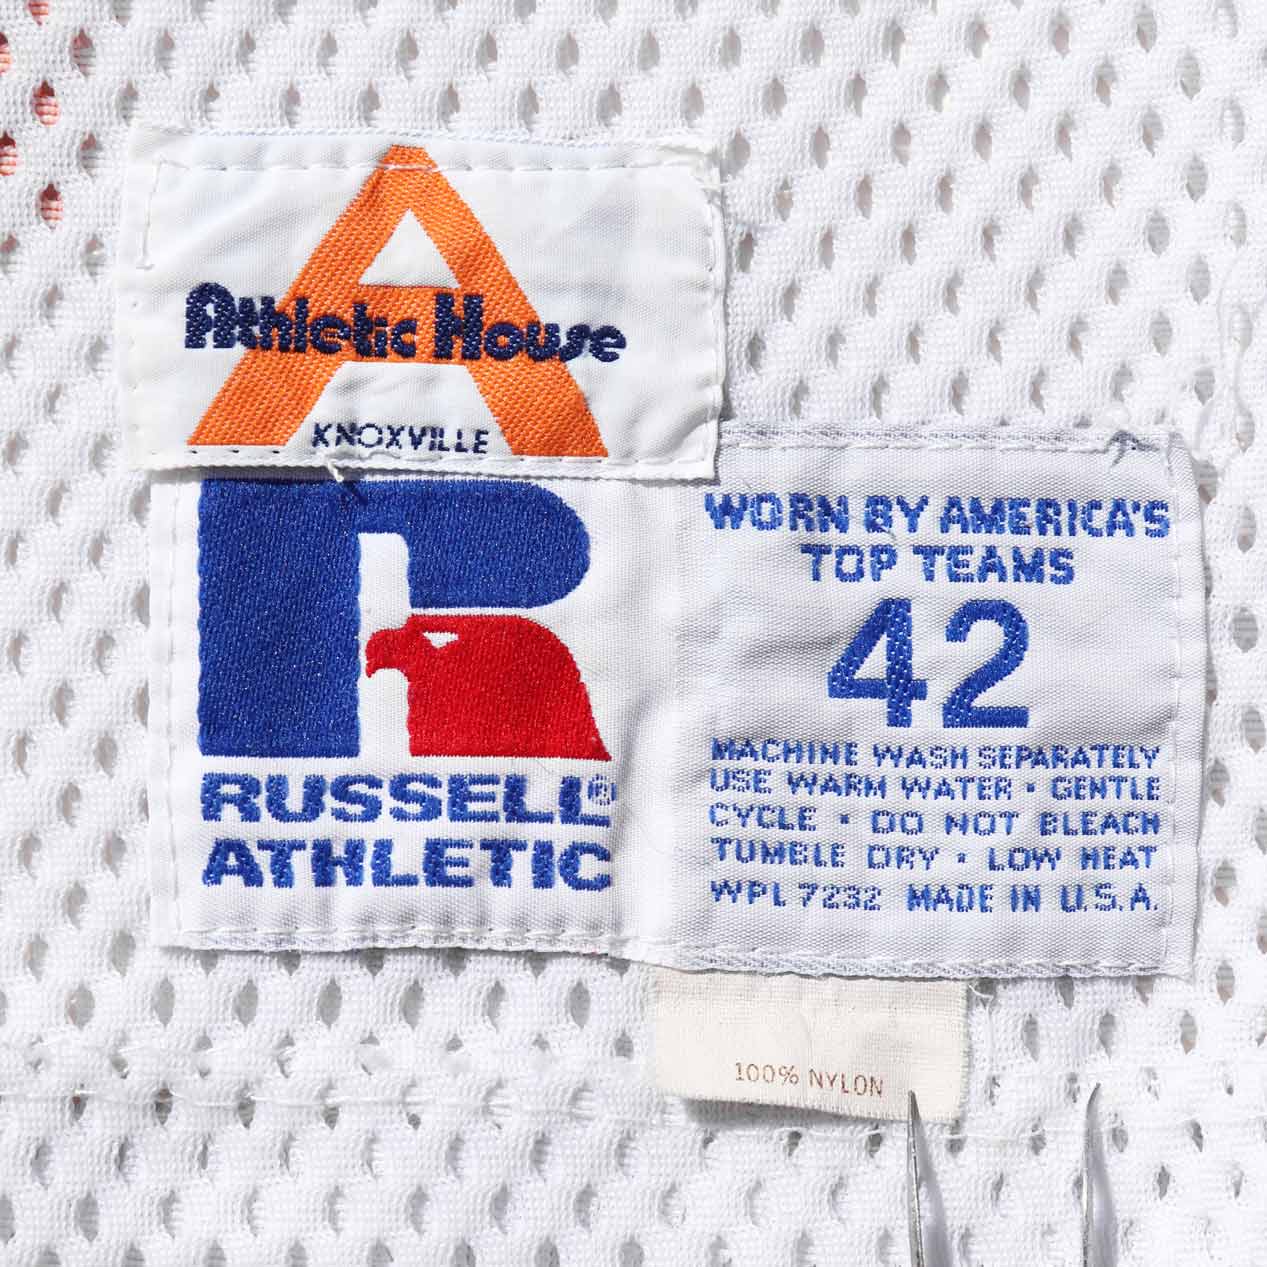 Athletic House
KNOXVILLE
RUSSELL®
ATHLETIC
WORN BY AMERICA'S
TOP TEAMS
42
MACHINE WASH SEPARATELY
USE WARM WATER · GENTLE
CYCLE · DO NOT BLEACH
TUMBLE DRY · LOW HEAT
WPL 7232 MADE IN U.S.A.
100% NYLON